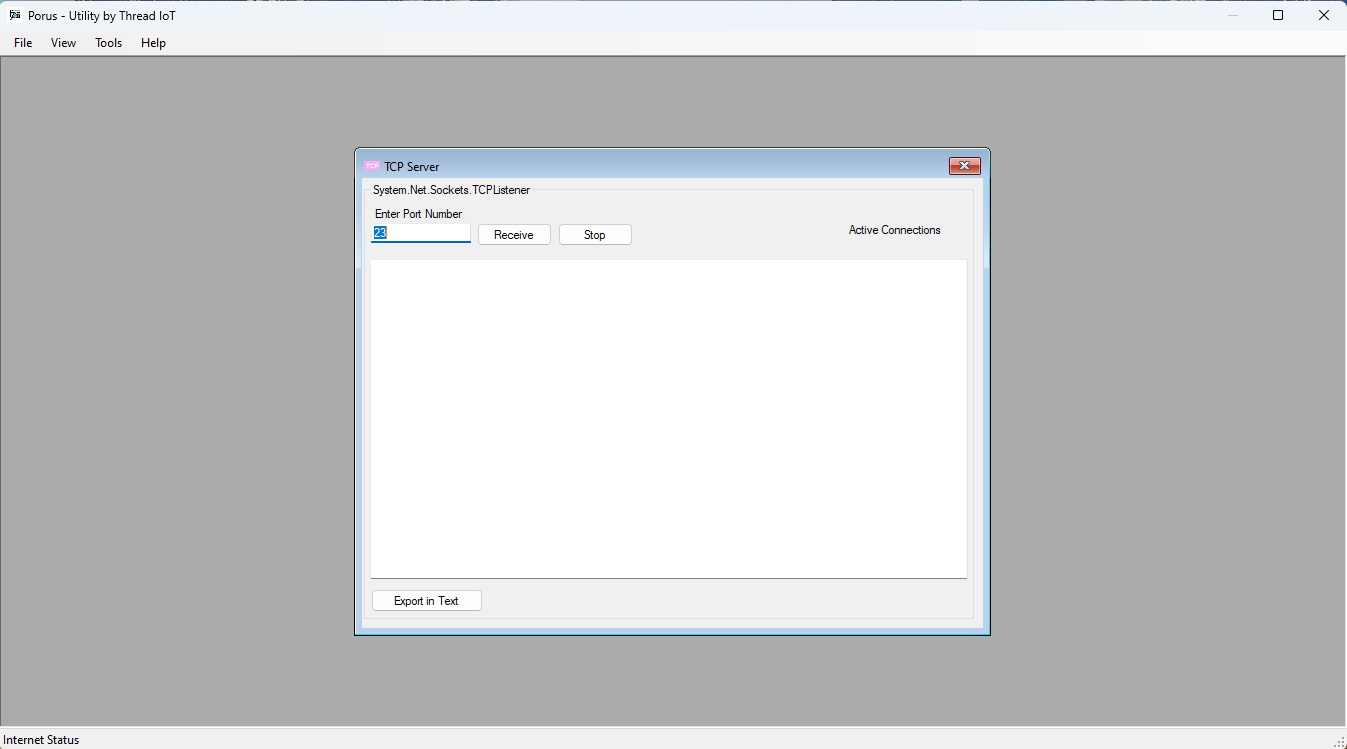 Porus - Utility by Thread IoT
File View Tools Help
TCP TCP Server
System.Net.Sockets.TCPListener
Enter Port Number
23 Receive Stop Active Connections
Export in Text
Internet Status